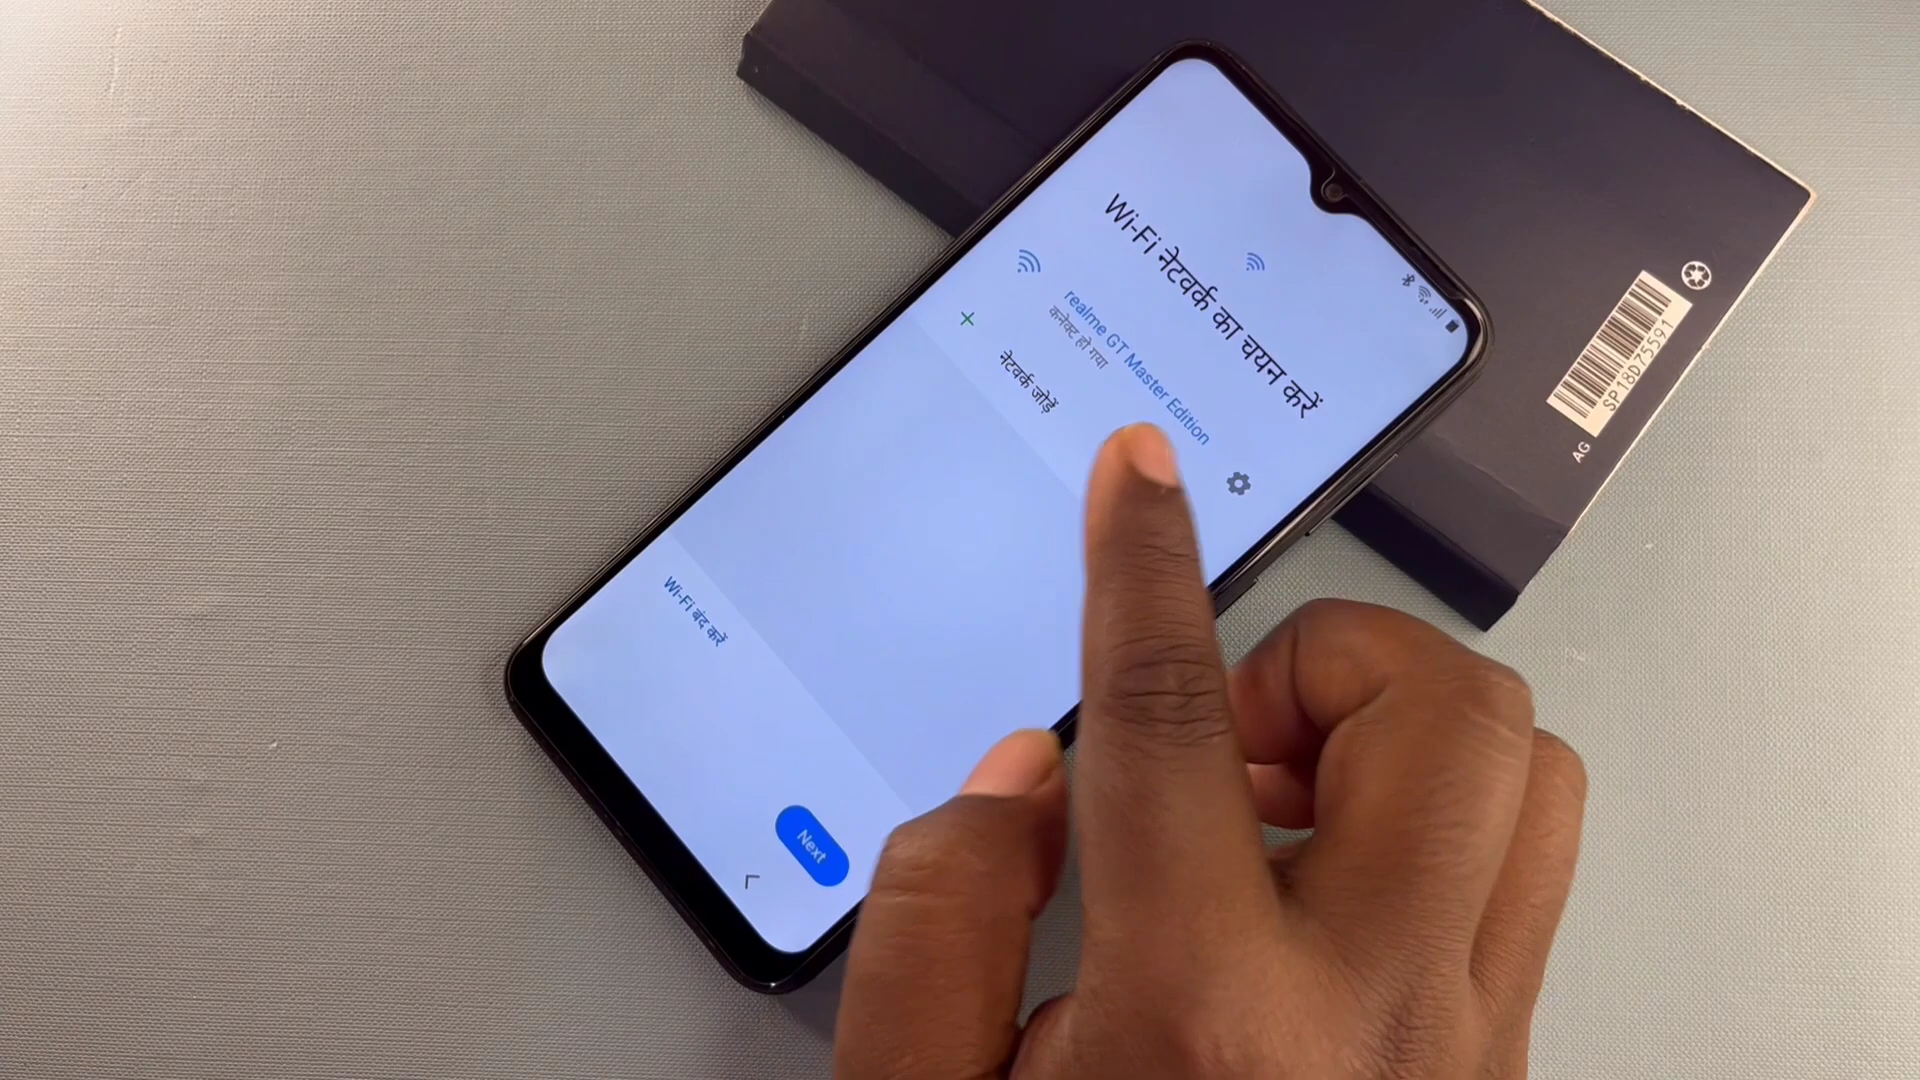 Wi-Fi नेटवर्क का चयन करें
realme GT Master Edition
कनेक्ट हो गया
नेटवर्क जोड़ें
Wi-Fi बंद करें
Next
SP18D75591
AG